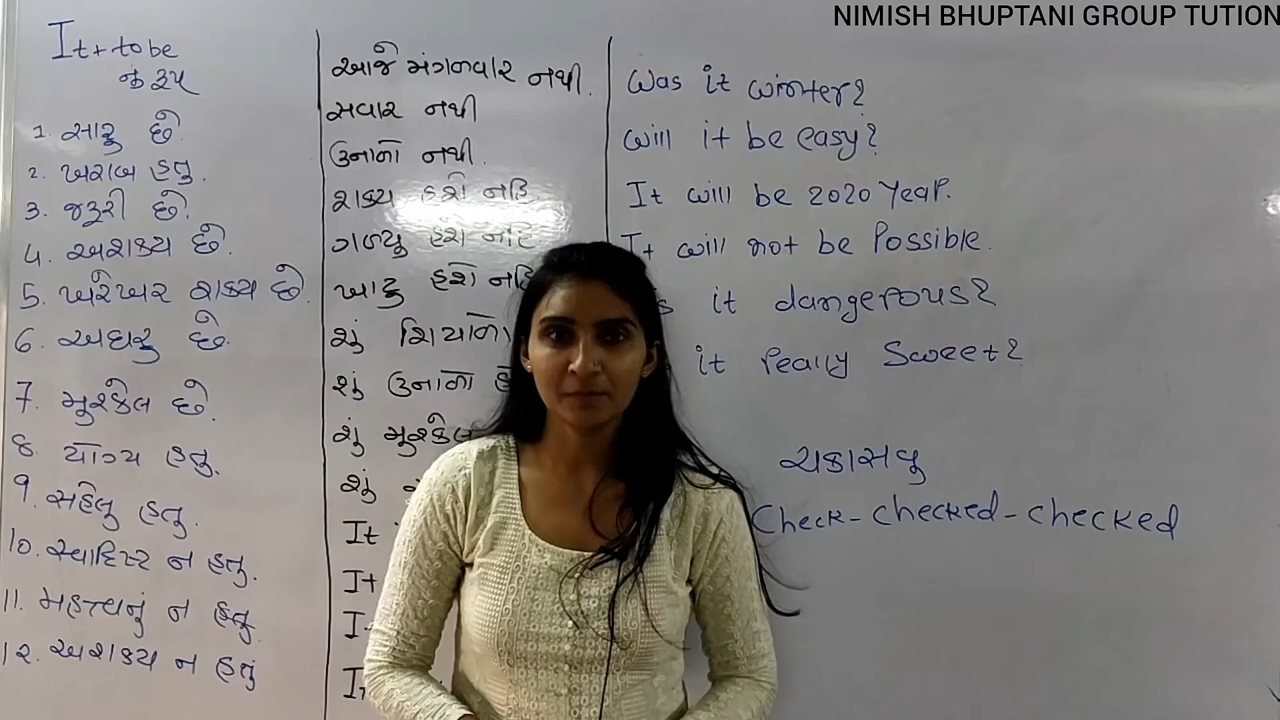 NIMISH BHUPTANI GROUP TUTION
It + to be
નું રૂપ
1. સારૂ છે.
2. ખરાબ હતુ.
3. જરૂરી છે.
4. અશક્ય છે.
5. ખરેખર શક્ય છે.
6. અઘરૂ છે.
7. મુશ્કેલ છે.
8. યોગ્ય હતુ.
9. સહેલુ હતુ.
10. સ્વાદિષ્ટ ન હતુ.
11. મહત્ત્વનું ન હતુ
12. અશક્ય ન હતું
આજે મંગળવાર નથી.
સવાર નથી
ઉનાળો નથી.
શક્ય હશે નહિ
ગળ્યુ હશે નહિ
ખાટુ હશે નહિ
શું શિયાળો
શું ઉનાળો
શું મુશ્કેલ
શું
It
It
Was it winter?
Will it be easy?
It will be 2020 Year.
It will not be Possible.
it dangerous?
it really Sweet?
ચકાસવુ
Check - Checked - Checked